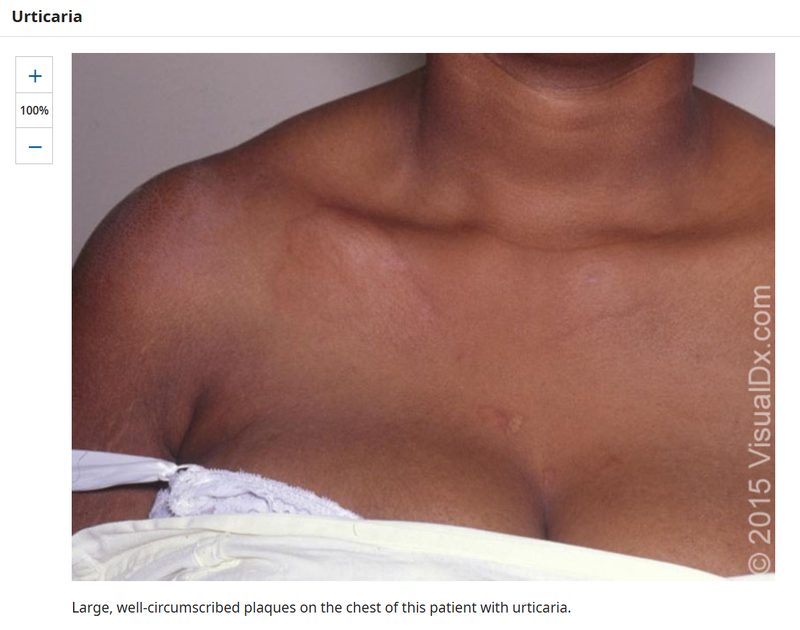 Urticaria
+
100%
−
© 2015 VisualDx.com
Large, well-circumscribed plaques on the chest of this patient with urticaria.